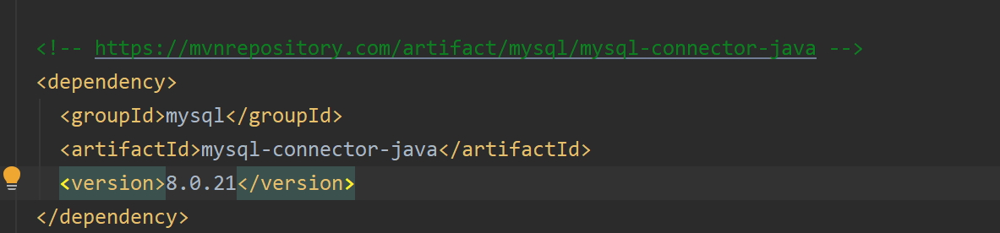 <!-- https://mvnrepository.com/artifact/mysql/mysql-connector-java -->
<dependency>
<groupId>mysql</groupId>
<artifactId>mysql-connector-java</artifactId>
<version>8.0.21</version>
</dependency>